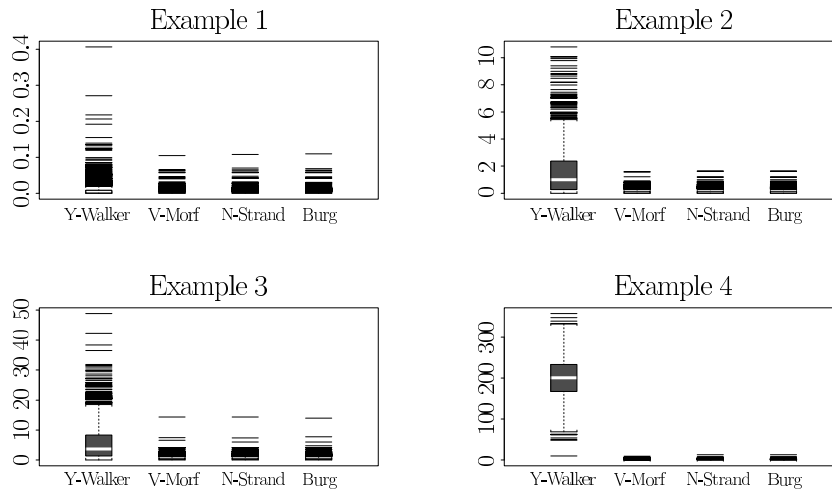 Example 1
0.4
0.3
0.2
0.1
0.0
Y-Walker V-Morf N-Strand Burg
Example 2
10
8
6
4
2
0
Y-Walker V-Morf N-Strand Burg
Example 3
50
40
30
20
10
0
Y-Walker V-Morf N-Strand Burg
Example 4
300
200
100
0
Y-Walker V-Morf N-Strand Burg